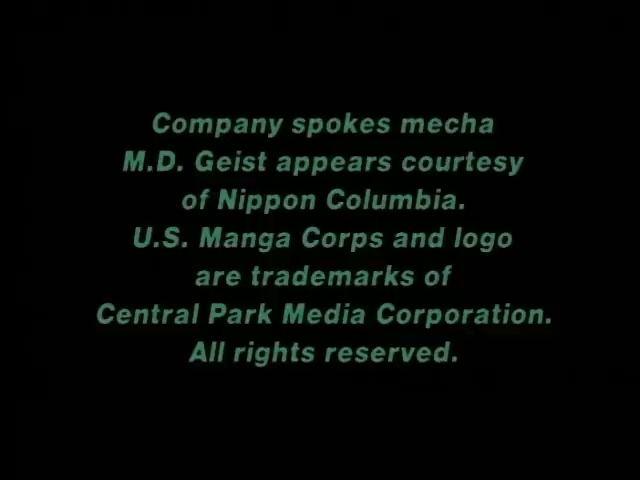 Company spokes mecha
M.D. Geist appears courtesy
of Nippon Columbia.
U.S. Manga Corps and logo
are trademarks of
Central Park Media Corporation.
All rights reserved.